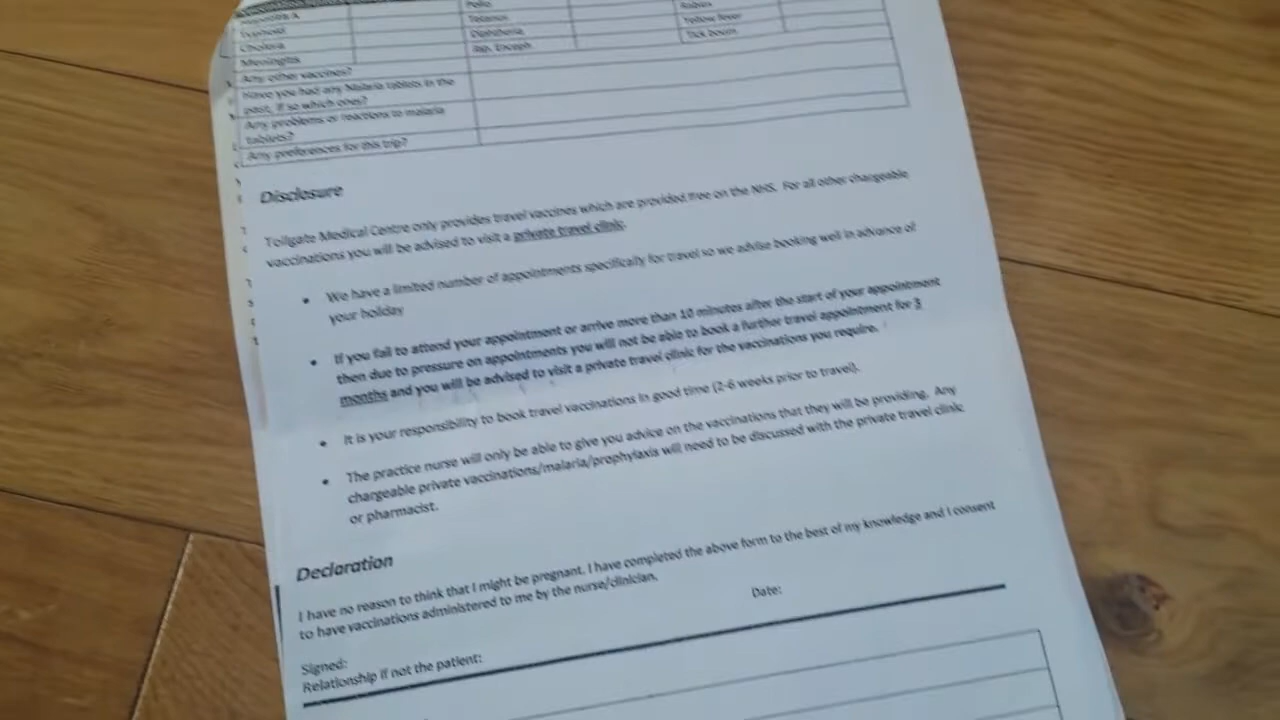 Hepatitis A Polio Rabies
Typhoid Tetanus Yellow fever
Cholera Diphtheria Tick borne
Meningitis Jap. Enceph
Any other vaccines?
Have you had any Malaria tablets in the
past, if so which ones?
Any problems or reactions to malaria
tablets?
Any preferences for this trip?
Disclosure
Tollgate Medical Centre only provides travel vaccines which are provided free on the NHS. For all other chargeable
vaccinations you will be advised to visit a private travel clinic.
• We have a limited number of appointments specifically for travel so we advise booking well in advance of
your holiday
• If you fail to attend your appointment or arrive more than 10 minutes after the start of your appointment
then due to pressure on appointments you will not be able to book a further travel appointment for 3
months and you will be advised to visit a private travel clinic for the vaccinations you require.
• It is your responsibility to book travel vaccinations in good time (2-6 weeks prior to travel).
• The practice nurse will only be able to give you advice on the vaccinations that they will be providing. Any
chargeable private vaccinations/malaria/prophylaxis will need to be discussed with the private travel clinic
or pharmacist.
Declaration
I have no reason to think that I might be pregnant. I have completed the above form to the best of my knowledge and I consent
to have vaccinations administered to me by the nurse/clinician.
Signed: Date:
Relationship if not the patient: